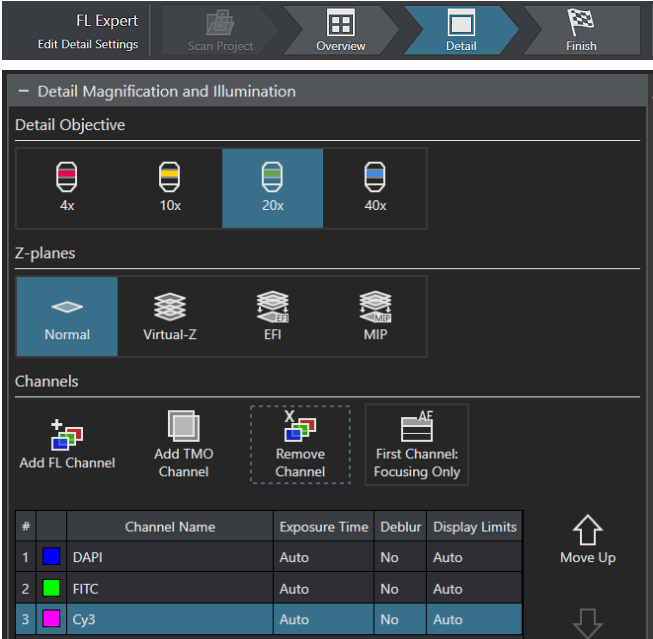 FL Expert
Edit Detail Settings
Scan Project
Overview
Detail
Finish
− Detail Magnification and Illumination
Detail Objective
4x
10x
20x
40x
Z-planes
Normal
Virtual-Z
EFI
EFI
MIP
MIP
Channels
Add FL Channel
Add TMO
Channel
X
Remove
Channel
AF
First Channel:
Focusing Only
# Channel Name Exposure Time Deblur Display Limits
1 DAPI Auto No Auto
2 FITC Auto No Auto
3 Cy3 Auto No Auto
Move Up